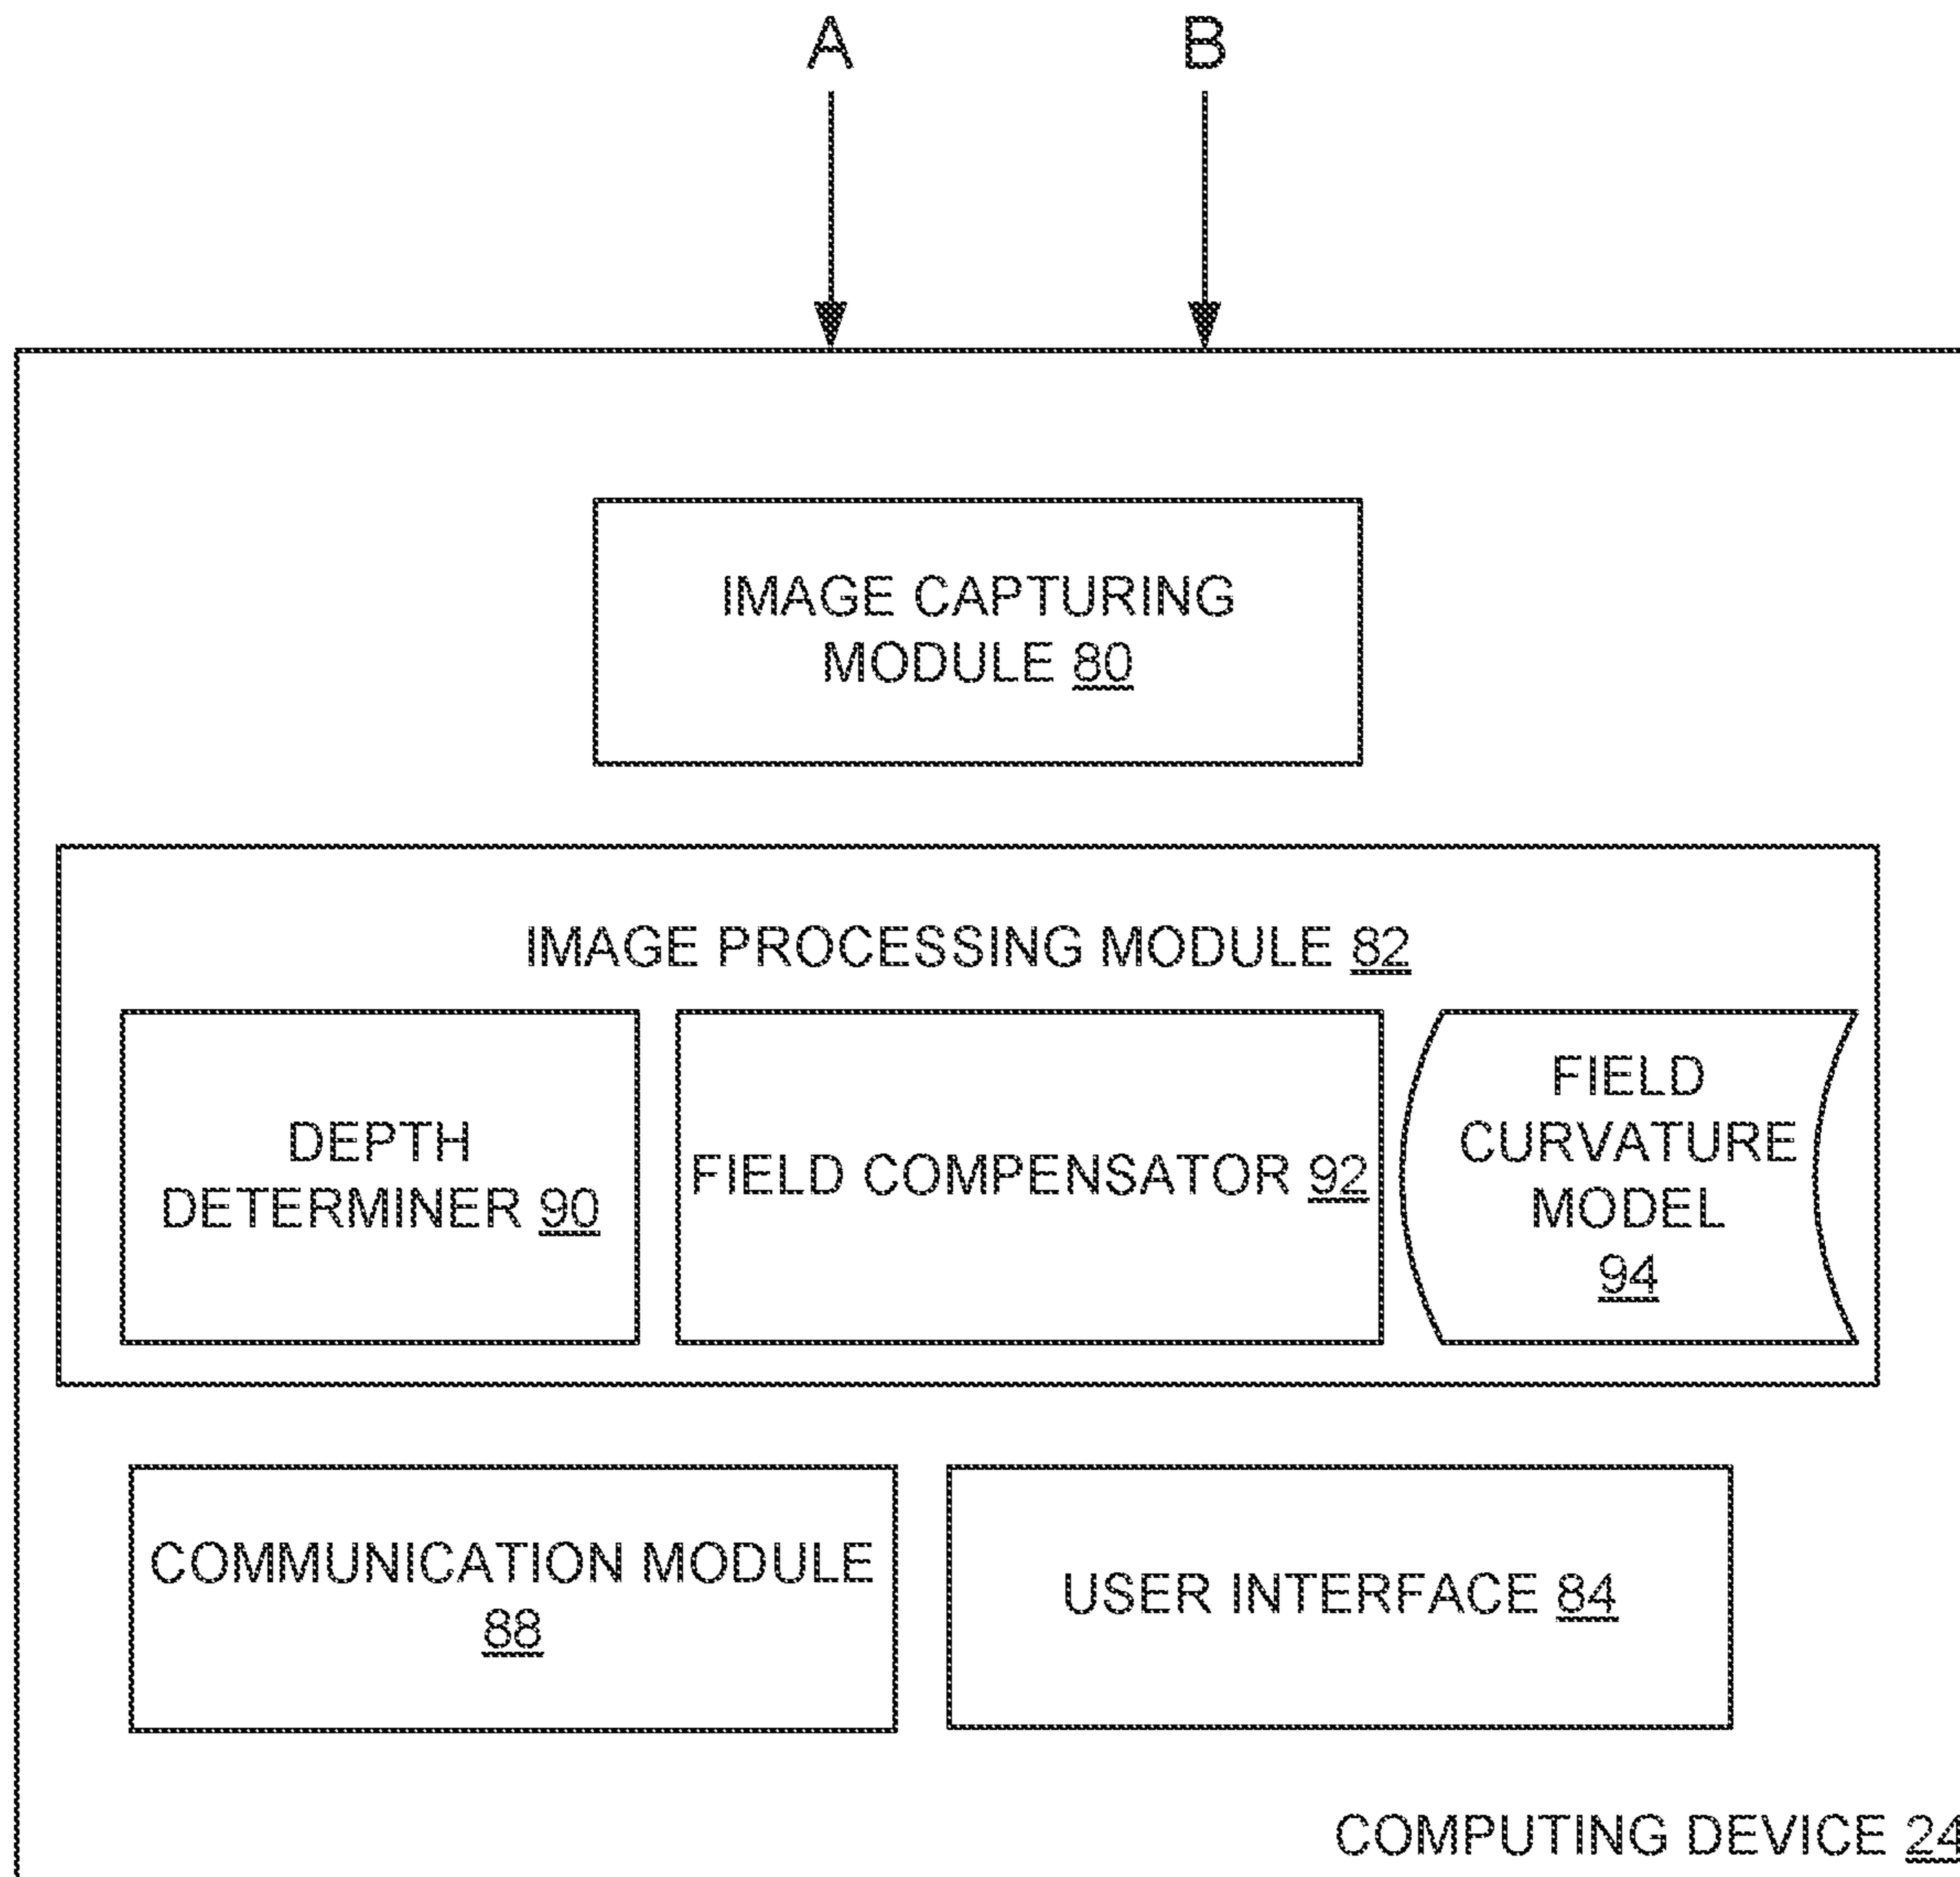 A
B
IMAGE CAPTURING
MODULE 80
IMAGE PROCESSING MODULE 82
DEPTH
DETERMINER 90
FIELD COMPENSATOR 92
FIELD
CURVATURE
MODEL
94
COMMUNICATION MODULE
88
USER INTERFACE 84
COMPUTING DEVICE 24